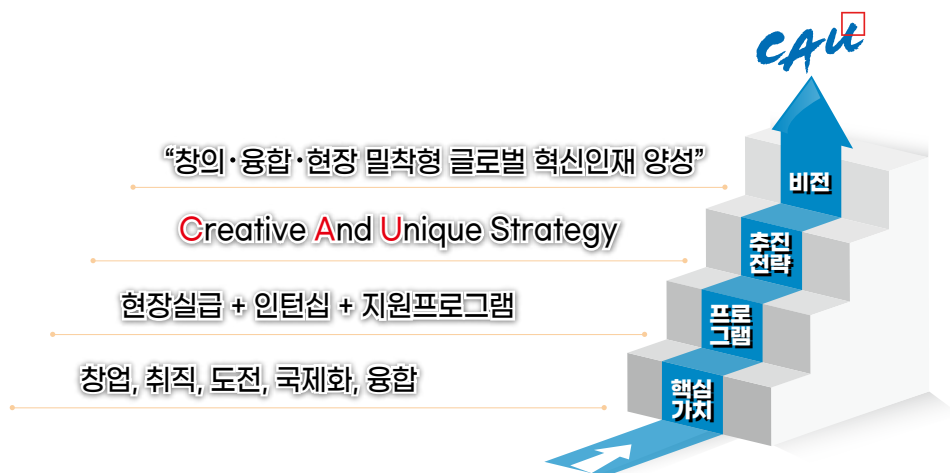 CAU
“창의·융합·현장 밀착형 글로벌 혁신인재 양성”
비전
Creative And Unique Strategy
추진
전략
현장실급 + 인턴십 + 지원프로그램
프로
그램
창업, 취직, 도전, 국제화, 융합
핵심
가치